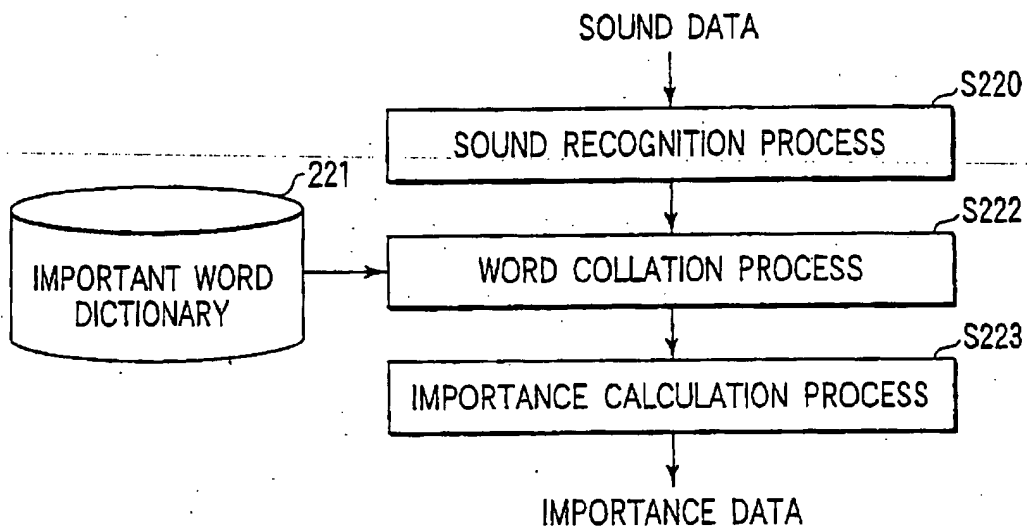 SOUND DATA
S220
SOUND RECOGNITION PROCESS
221
S222
IMPORTANT WORD
DICTIONARY
WORD COLLATION PROCESS
S223
IMPORTANCE CALCULATION PROCESS
IMPORTANCE DATA